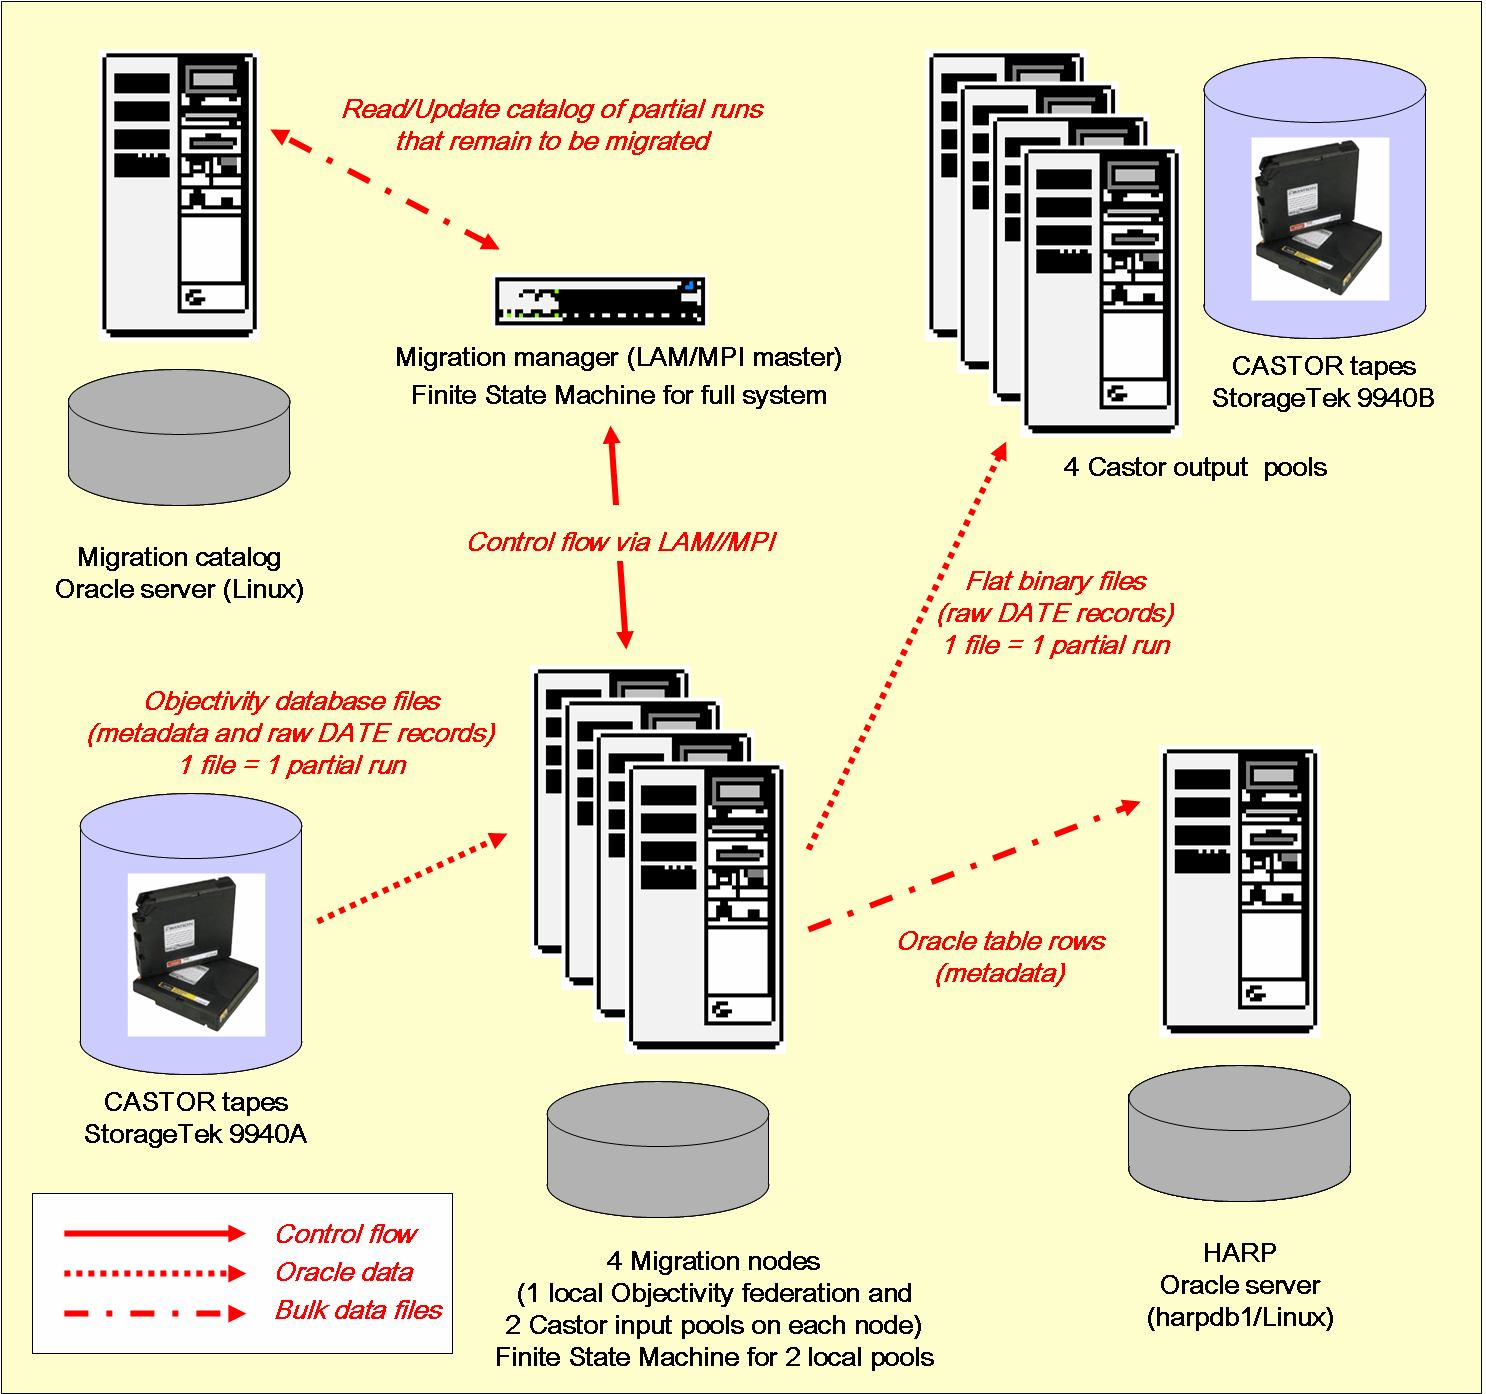 Read/Update catalog of partial runs
that remain to be migrated
Migration manager (LAM/MPI master)
Finite State Machine for full system
CASTOR tapes
StorageTek 9940B
4 Castor output pools
Migration catalog
Oracle server (Linux)
Control flow via LAM//MPI
Flat binary files
(raw DATE records)
1 file = 1 partial run
Objectivity database files
(metadata and raw DATE records)
1 file = 1 partial run
Oracle table rows
(metadata)
CASTOR tapes
StorageTek 9940A
Control flow
Oracle data
Bulk data files
4 Migration nodes
(1 local Objectivity federation and
2 Castor input pools on each node)
Finite State Machine for 2 local pools
HARP
Oracle server
(harpdb1/Linux)